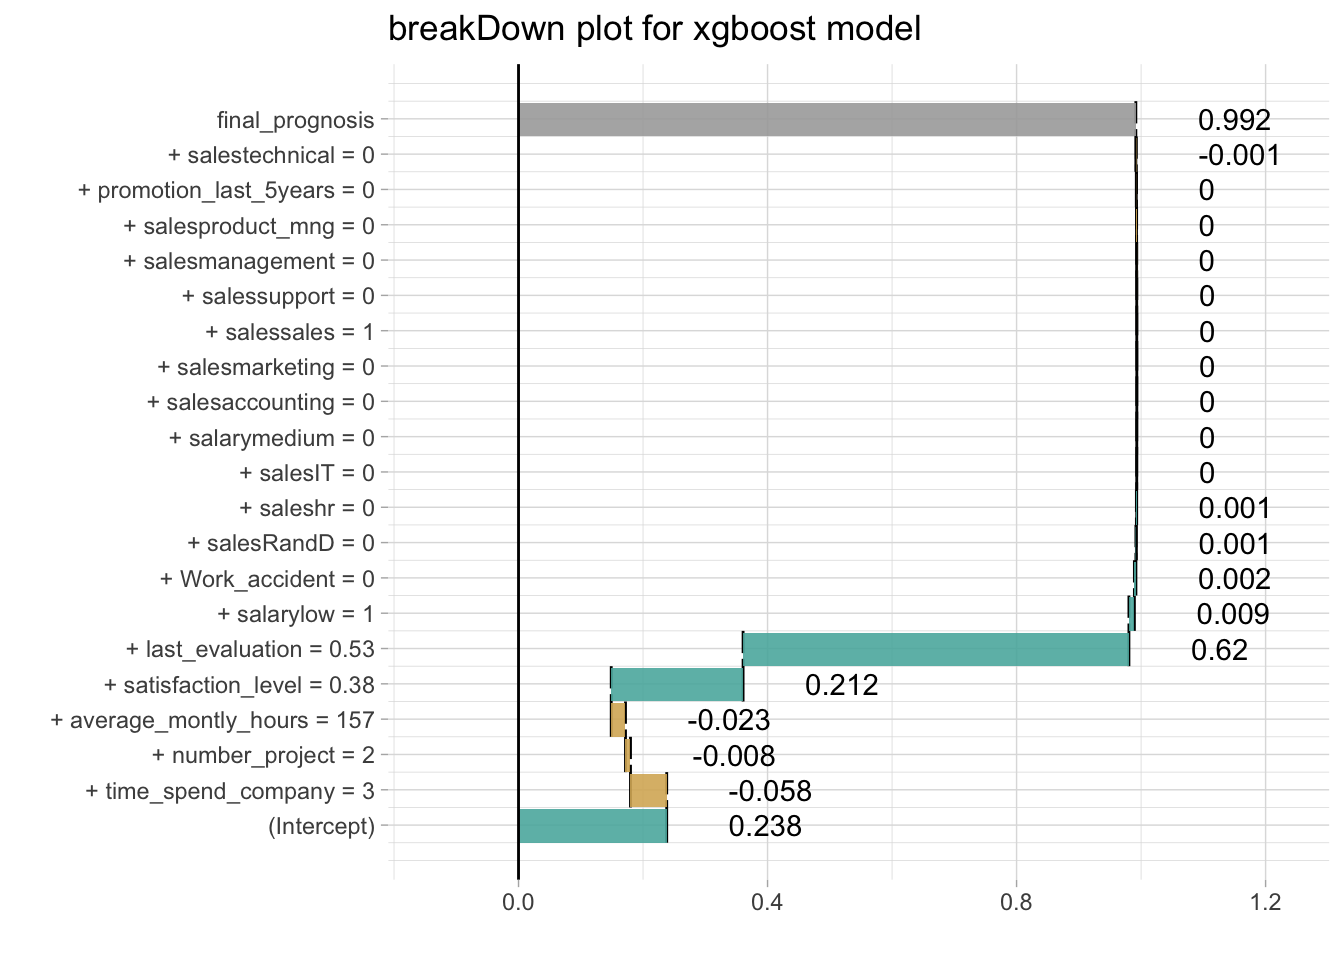 breakDown plot for xgboost model
final_prognosis 0.992
+ salestechnical = 0 -0.001
+ promotion_last_5years = 0 0
+ salesproduct_mng = 0 0
+ salesmanagement = 0 0
+ salessupport = 0 0
+ salessales = 1 0
+ salesmarketing = 0 0
+ salesaccounting = 0 0
+ salarymedium = 0 0
+ salesIT = 0 0
+ saleshr = 0 0.001
+ salesRandD = 0 0.001
+ Work_accident = 0 0.002
+ salarylow = 1 0.009
+ last_evaluation = 0.53 0.62
+ satisfaction_level = 0.38 0.212
+ average_montly_hours = 157 -0.023
+ number_project = 2 -0.008
+ time_spend_company = 3 -0.058
(Intercept) 0.238
0.0 0.4 0.8 1.2